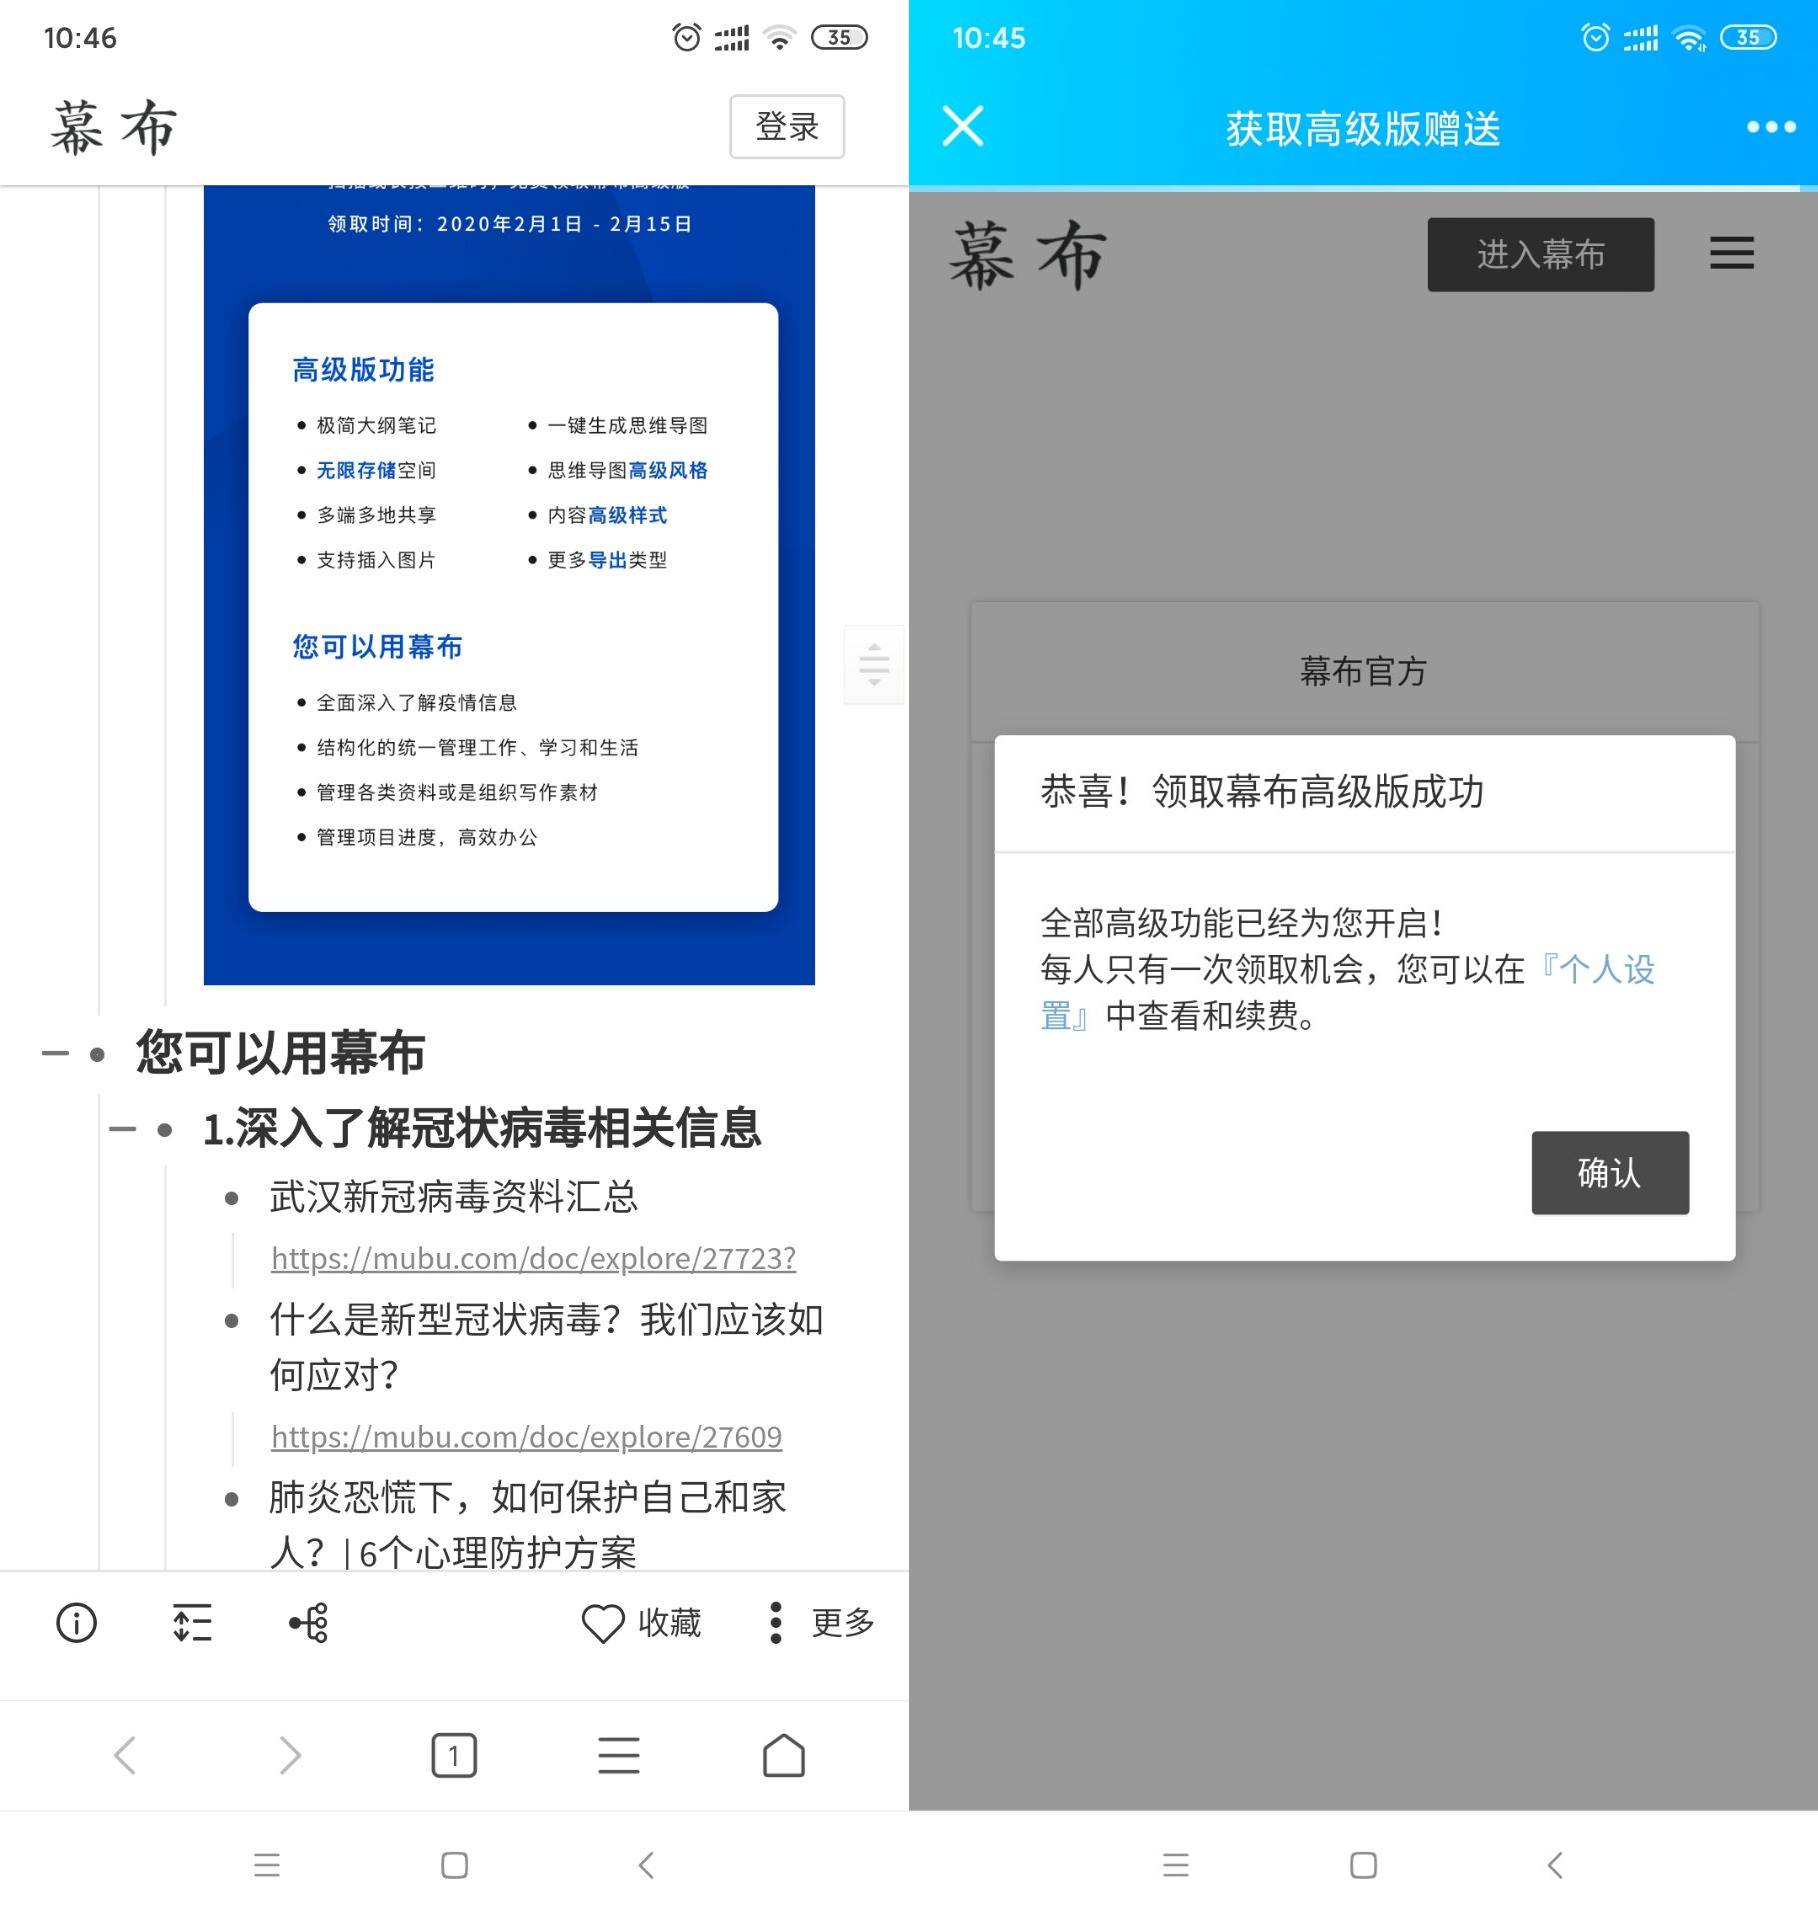 10:46
35
幕布
登录
领取时间：2020年2月1日 - 2月15日
高级版功能
极简大纲笔记
一键生成思维导图
无限存储空间
思维导图高级风格
多端多地共享
内容高级样式
支持插入图片
更多导出类型
您可以用幕布
全面深入了解疫情信息
结构化的统一管理工作、学习和生活
管理各类资料或是组织写作素材
管理项目进度，高效办公
您可以用幕布
1.深入了解冠状病毒相关信息
武汉新冠病毒资料汇总
https://mubu.com/doc/explore/27723?
什么是新型冠状病毒？我们应该如
何应对？
https://mubu.com/doc/explore/27609
肺炎恐慌下，如何保护自己和家
人？| 6个心理防护方案
收藏
更多
1
10:45
35
获取高级版赠送
幕布
进入幕布
幕布官方
恭喜！领取幕布高级版成功
全部高级功能已经为您开启！
每人只有一次领取机会，您可以在『个人设
置』中查看和续费。
确认